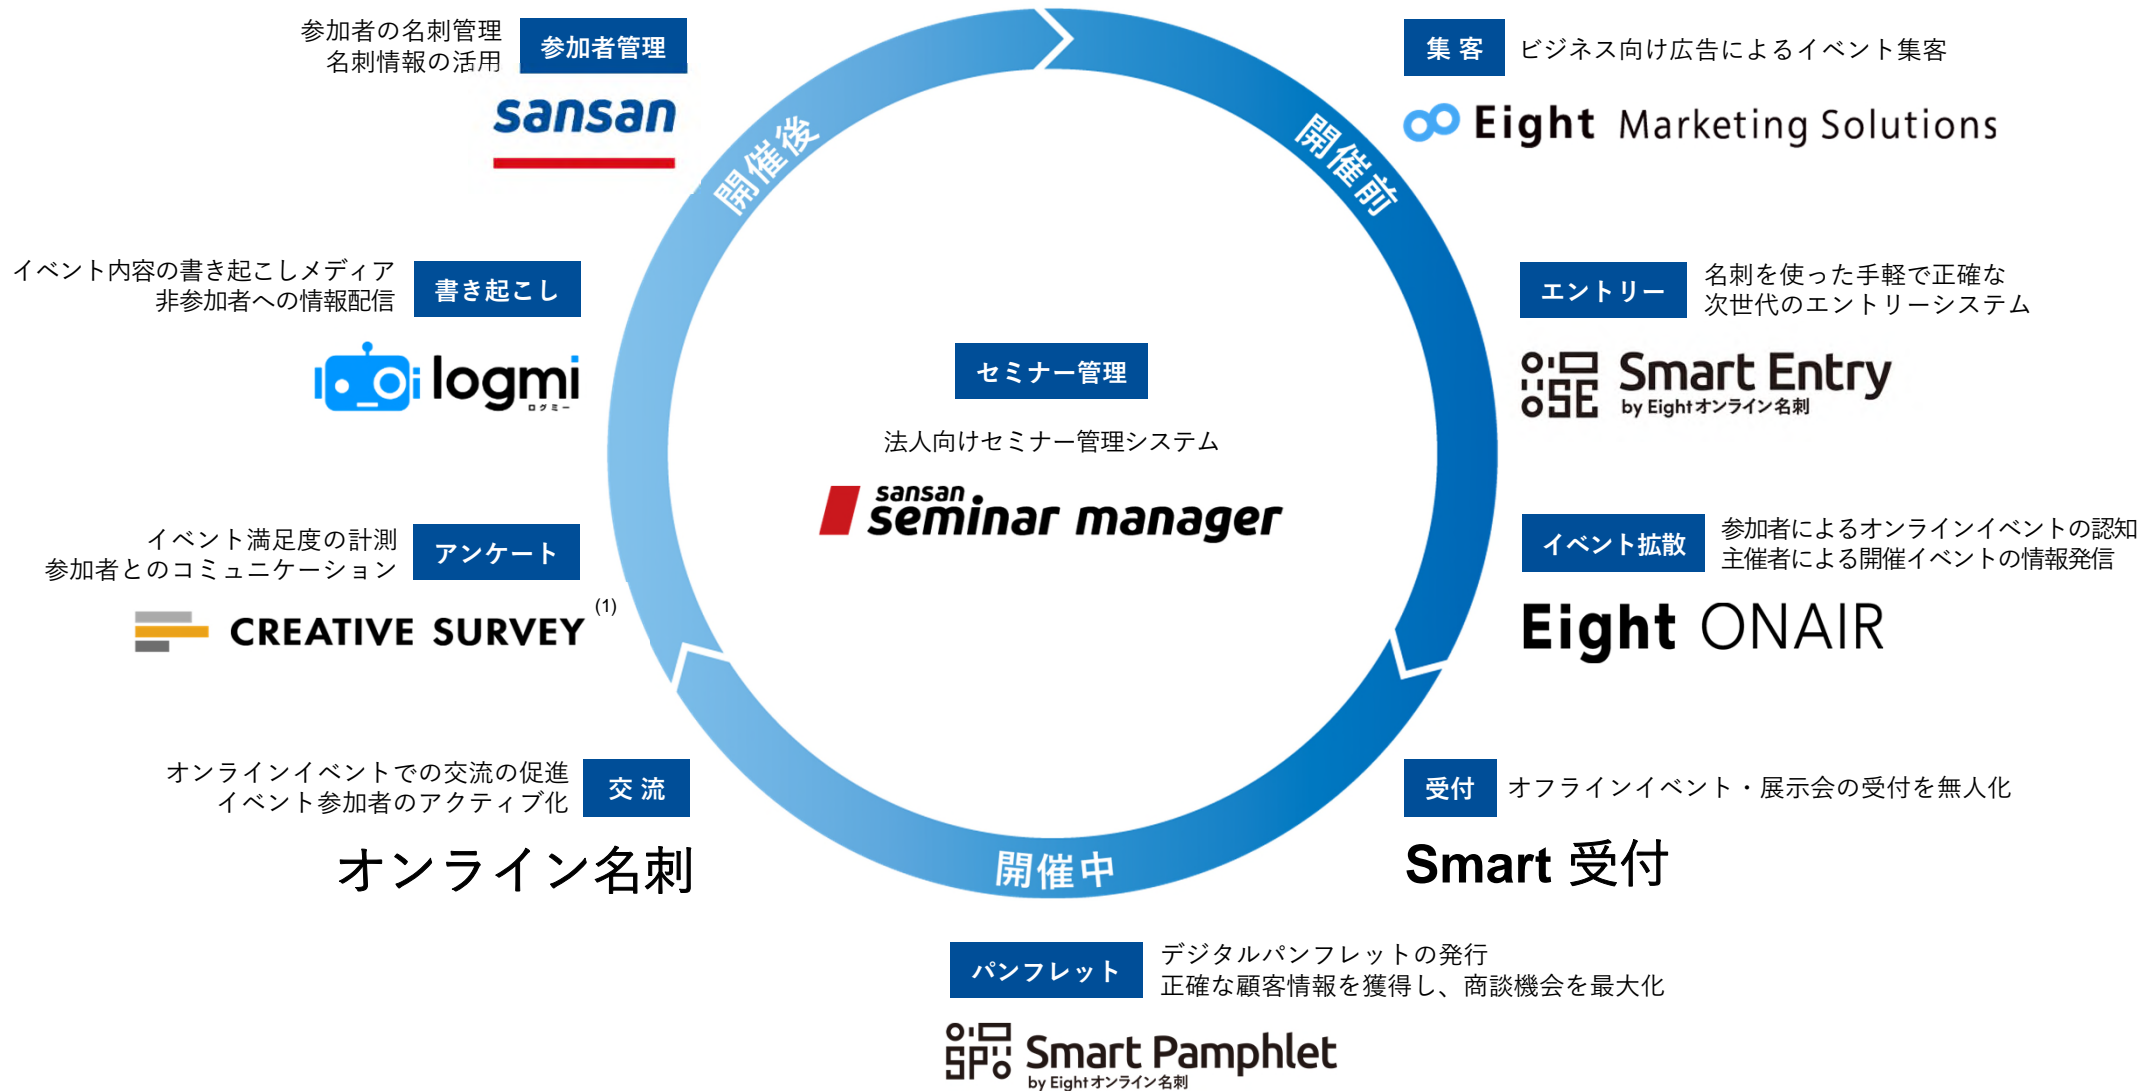 参加者の名刺管理
名刺情報の活用
参加者管理
sansan
集客
ビジネス向け広告によるイベント集客
Eight Marketing Solutions
開催後
開催前
イベント内容の書き起こしメディア
非参加者への情報配信
書き起こし
logmi
ログミー
エントリー
名刺を使った手軽で正確な
次世代のエントリーシステム
SE
Smart Entry
by Eightオンライン名刺
セミナー管理
法人向けセミナー管理システム
sansan
seminar manager
イベント満足度の計測
参加者とのコミュニケーション
アンケート
CREATIVE SURVEY (1)
イベント拡散
参加者によるオンラインイベントの認知
主催者による開催イベントの情報発信
Eight ONAIR
オンラインイベントでの交流の促進
イベント参加者のアクティブ化
交流
オンライン名刺
受付
オフラインイベント・展示会の受付を無人化
Smart 受付
開催中
パンフレット
デジタルパンフレットの発行
正確な顧客情報を獲得し、商談機会を最大化
SP
Smart Pamphlet
by Eightオンライン名刺